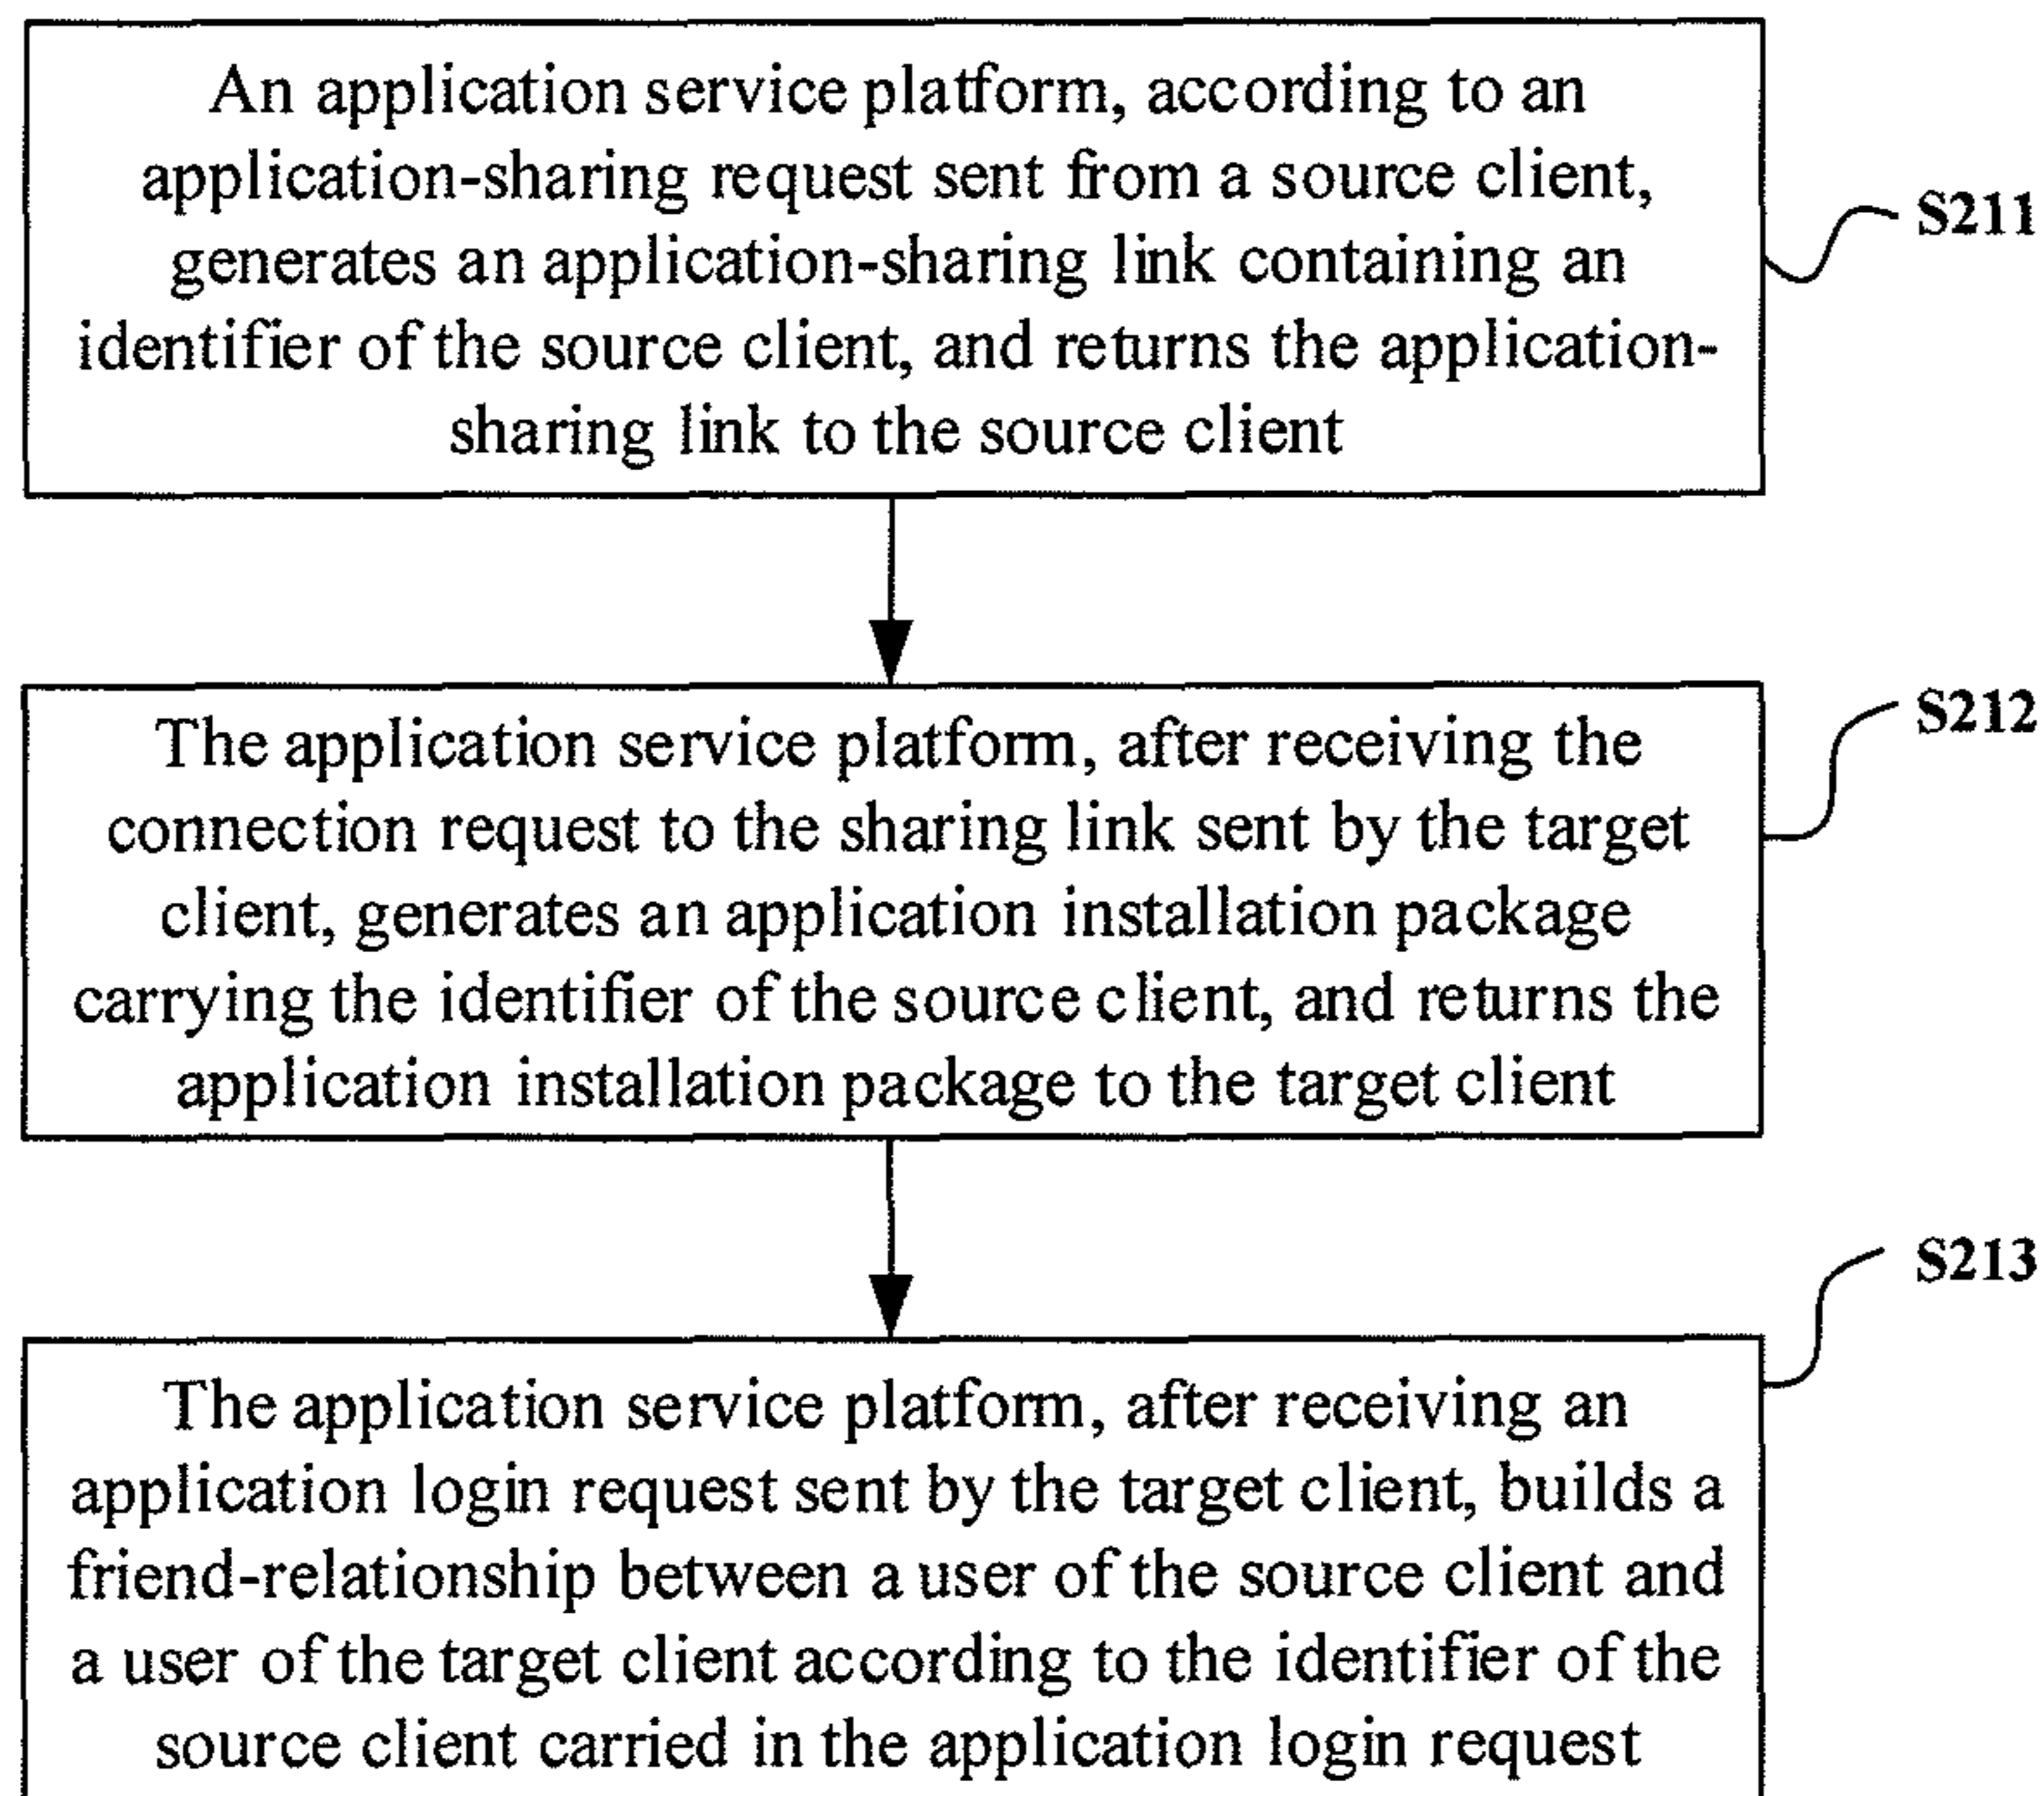 An application service platform, according to an
application-sharing request sent from a source client,
generates an application-sharing link containing an
identifier of the source client, and returns the application-
sharing link to the source client
S211
The application service platform, after receiving the
connection request to the sharing link sent by the target
client, generates an application installation package
carrying the identifier of the source client, and returns the
application installation package to the target client
S212
The application service platform, after receiving an
application login request sent by the target client, builds a
friend-relationship between a user of the source client and
a user of the target client according to the identifier of the
source client carried in the application login request
S213